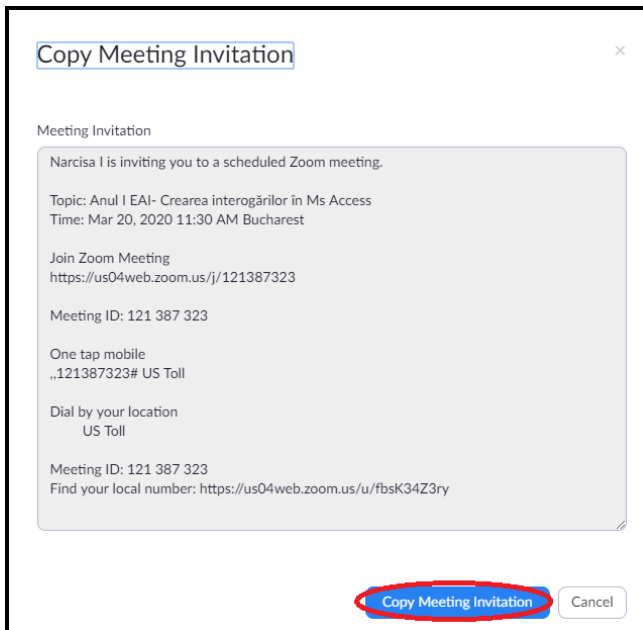 Copy Meeting Invitation
×
Meeting Invitation
Narcisa I is inviting you to a scheduled Zoom meeting.
Topic: Anul I EAI- Crearea interogărilor în Ms Access
Time: Mar 20, 2020 11:30 AM Bucharest
Join Zoom Meeting
https://us04web.zoom.us/j/121387323
Meeting ID: 121 387 323
One tap mobile
,,121387323# US Toll
Dial by your location
US Toll
Meeting ID: 121 387 323
Find your local number: https://us04web.zoom.us/u/fbsK34Z3ry
Copy Meeting Invitation Cancel